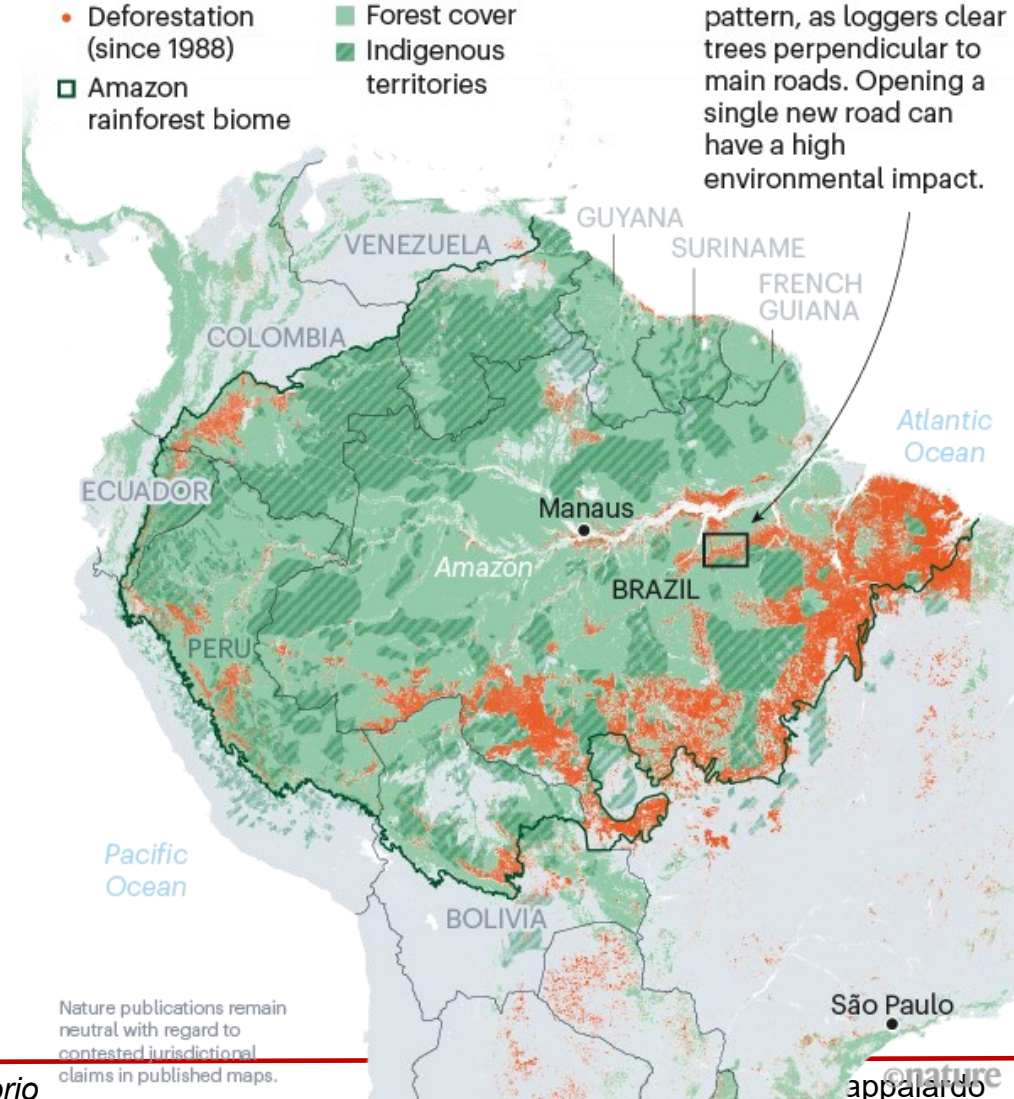 Deforestation
(since 1988)
Amazon
rainforest biome
Forest cover
Indigenous
territories
pattern, as loggers clear
trees perpendicular to
main roads. Opening a
single new road can
have a high
environmental impact.
GUYANA
VENEZUELA
SURINAME
FRENCH
GUIANA
COLOMBIA
Atlantic
Ocean
ECUADOR
Manaus
Amazon
BRAZIL
PERU
Pacific
Ocean
BOLIVIA
São Paulo
Nature publications remain
neutral with regard to
contested jurisdictional
claims in published maps.
©nature
orio
appalardo